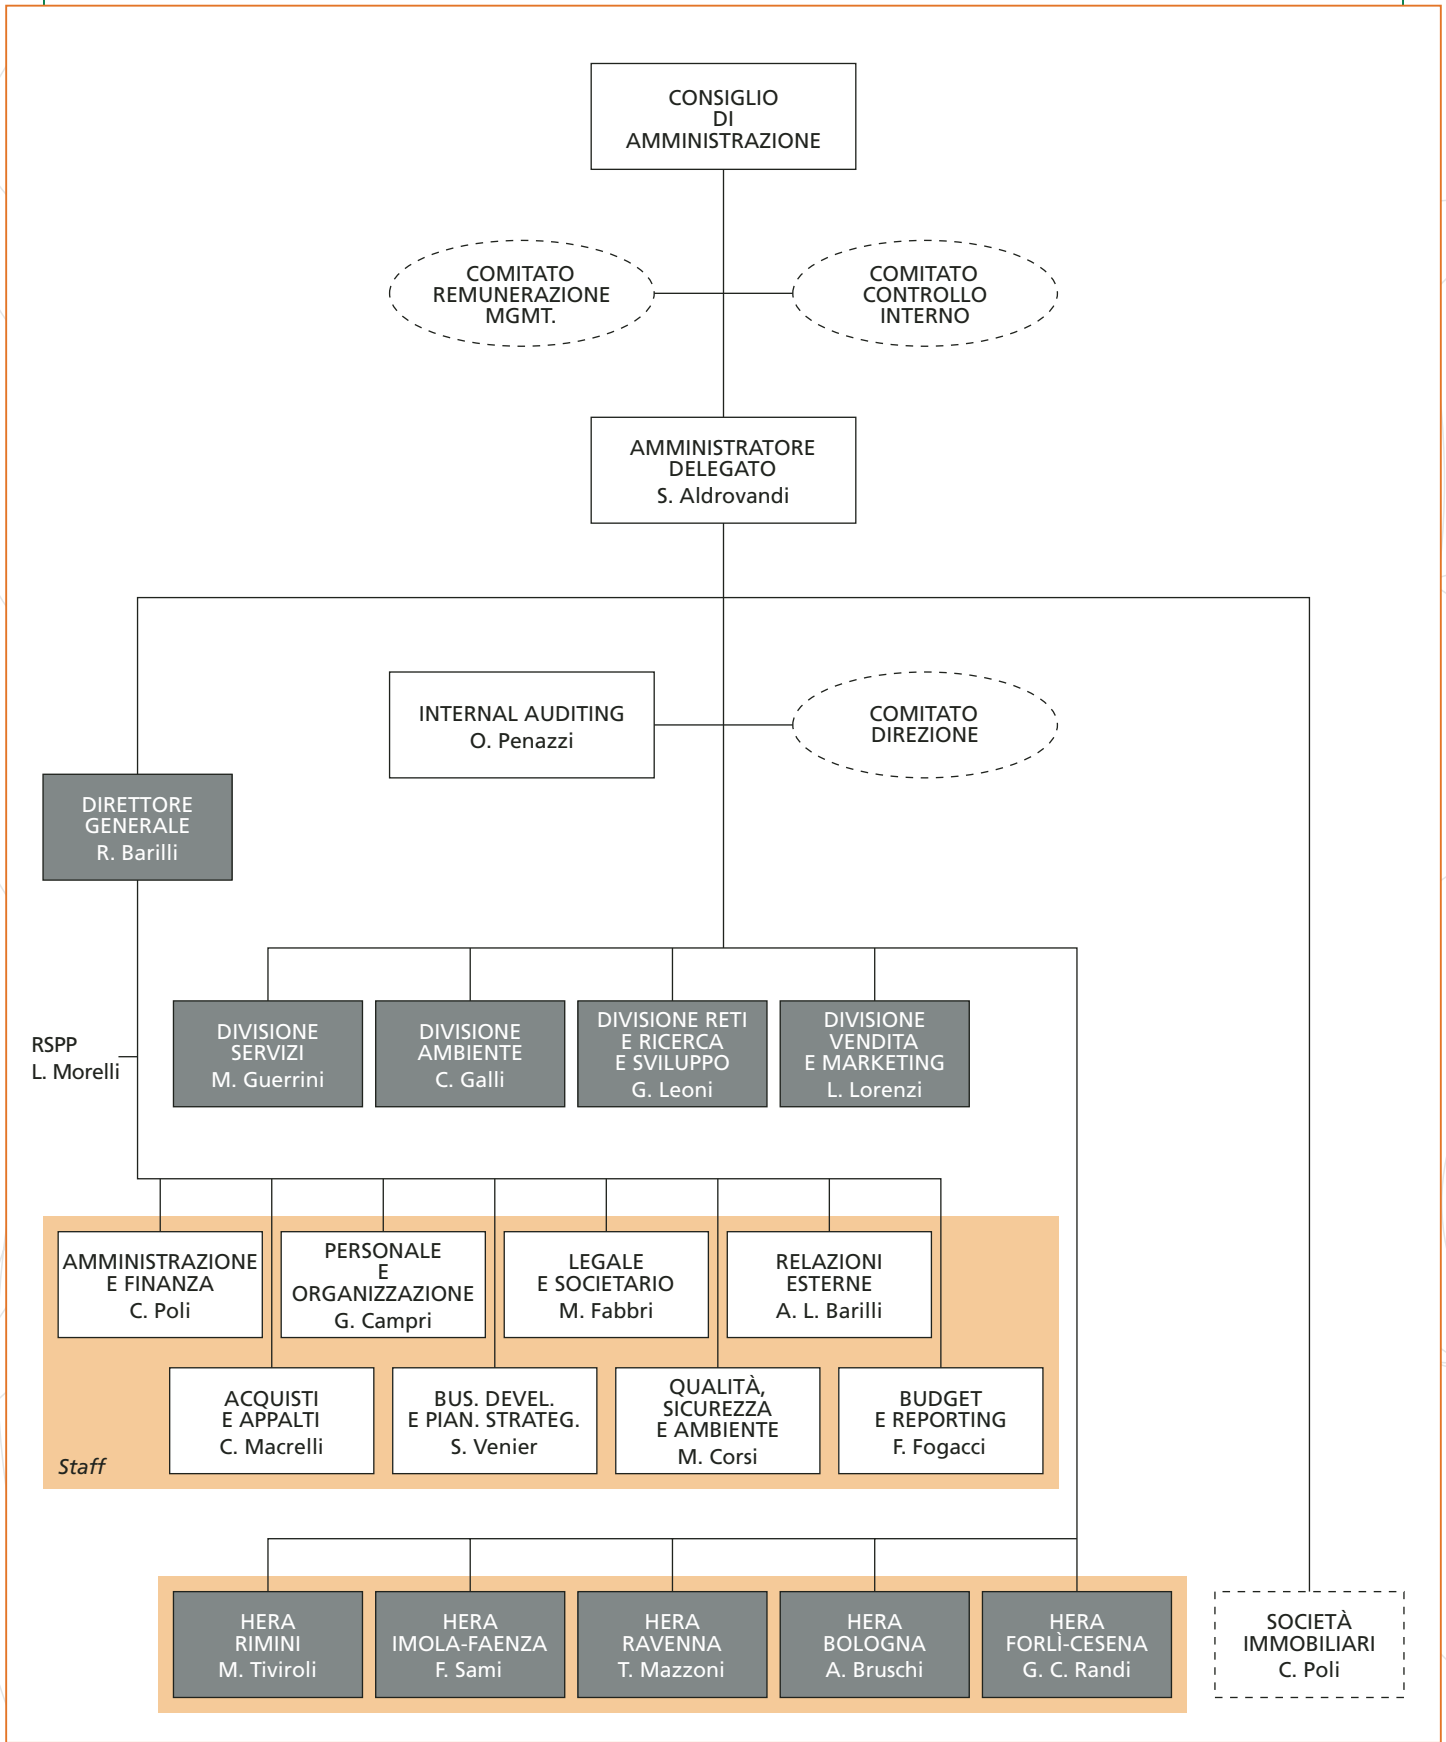 CONSIGLIO
DI
AMMINISTRAZIONE
COMITATO
REMUNERAZIONE
MGMT.
COMITATO
CONTROLLO
INTERNO
AMMINISTRATORE
DELEGATO
S. Aldrovandi
INTERNAL AUDITING
O. Penazzi
COMITATO
DIREZIONE
DIRETTORE
GENERALE
R. Barilli
RSPP
L. Morelli
DIVISIONE
SERVIZI
M. Guerrini
DIVISIONE
AMBIENTE
C. Galli
DIVISIONE RETI
E RICERCA
E SVILUPPO
G. Leoni
DIVISIONE
VENDITA
E MARKETING
L. Lorenzi
AMMINISTRAZIONE
E FINANZA
C. Poli
PERSONALE
E
ORGANIZZAZIONE
G. Campri
LEGALE
E SOCIETARIO
M. Fabbri
RELAZIONI
ESTERNE
A. L. Barilli
ACQUISTI
E APPALTI
C. Macrelli
BUS. DEVEL.
E PIAN. STRATEG.
S. Venier
QUALITÀ,
SICUREZZA
E AMBIENTE
M. Corsi
BUDGET
E REPORTING
F. Fogacci
Staff
HERA
RIMINI
M. Tiviroli
HERA
IMOLA-FAENZA
F. Sami
HERA
RAVENNA
T. Mazzoni
HERA
BOLOGNA
A. Bruschi
HERA
FORLÌ-CESENA
G. C. Randi
SOCIETÀ
IMMOBILIARI
C. Poli